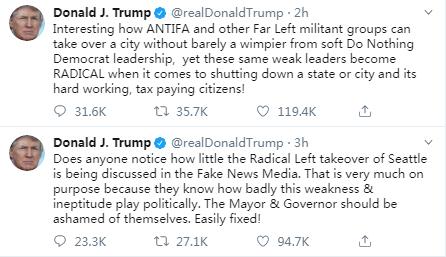 Donald J. Trump @realDonaldTrump · 2h
Interesting how ANTIFA and other Far Left militant groups can
take over a city without barely a wimpier from soft Do Nothing
Democrat leadership, yet these same weak leaders become
RADICAL when it comes to shutting down a state or city and its
hard working, tax paying citizens!
31.6K 35.7K 119.4K
Donald J. Trump @realDonaldTrump · 3h
Does anyone notice how little the Radical Left takeover of Seattle
is being discussed in the Fake News Media. That is very much on
purpose because they know how badly this weakness &
ineptitude play politically. The Mayor & Governor should be
ashamed of themselves. Easily fixed!
23.3K 27.1K 94.7K